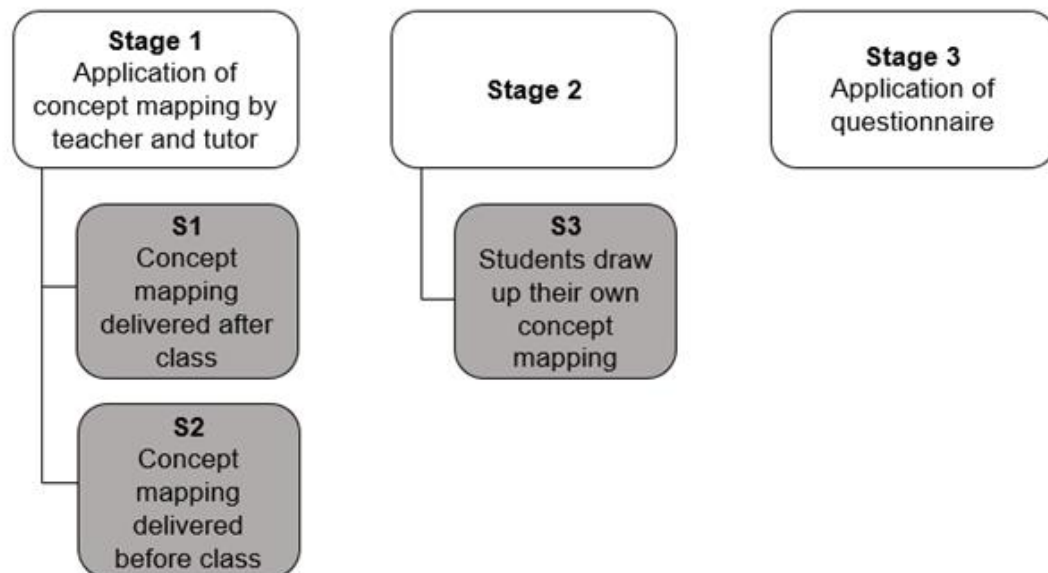 Stage 1
Application of
concept mapping by
teacher and tutor
S1
Concept
mapping
delivered after
class
S2
Concept
mapping
delivered
before class
Stage 2
S3
Students draw
up their own
concept
mapping
Stage 3
Application of
questionnaire